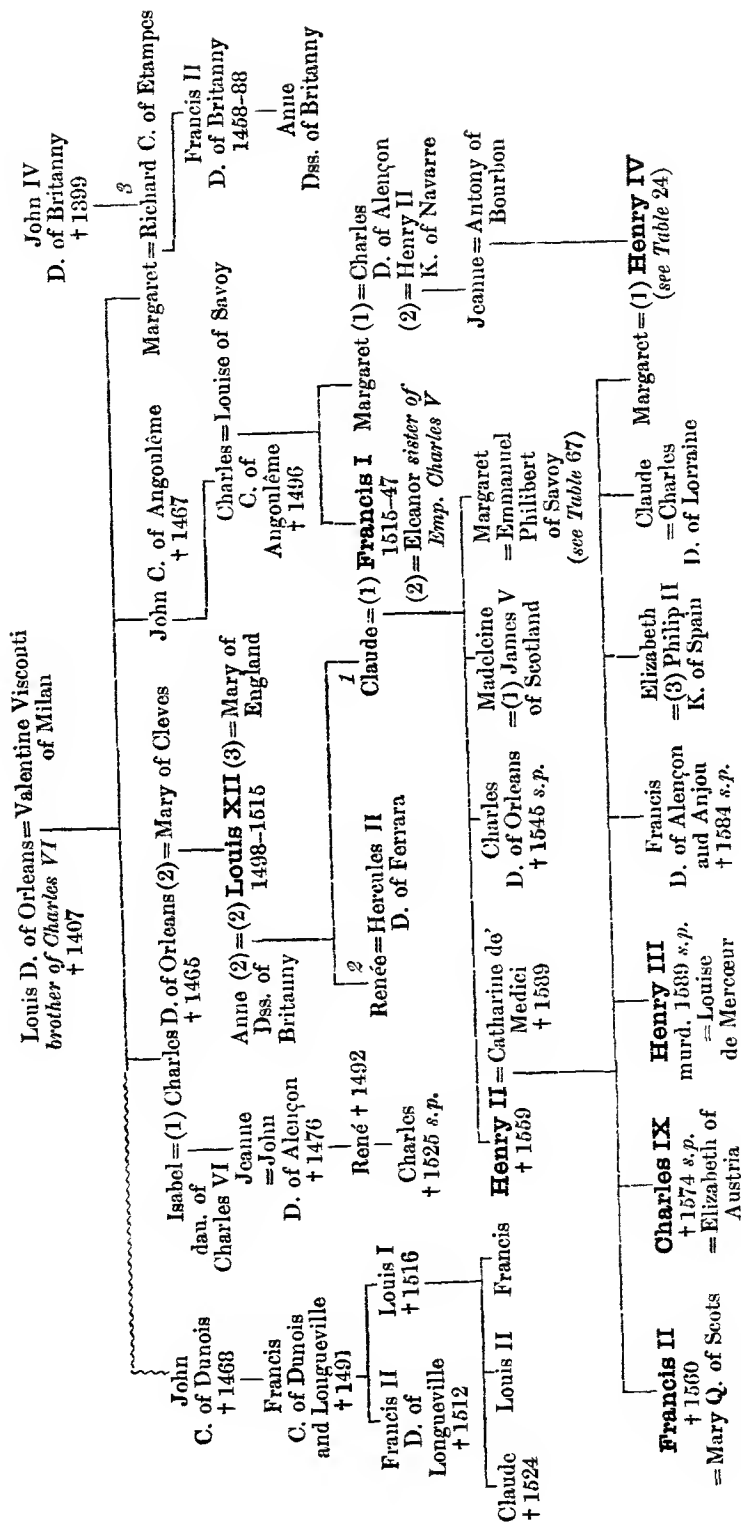 Louis D. of Orleans = Valentine Visconti
brother of Charles VI of Milan
† 1407
John IV
D. of Britanny
† 1399
3
Isabel = (1) Charles D. of Orleans (2) = Mary of Cleves
dau. of † 1465
Charles VI
John C. of Angoulême
† 1467
Margaret = Richard C. of Etampes
John
C. of Dunois
† 1468
Jeanne
= John
D. of Alençon
† 1476
Anne (2) = (2) Louis XII (3) = Mary of
Dss. of 1498–1515 England
Britanny
Charles = Louise of Savoy
C. of
Angoulême
† 1496
Francis II
D. of Britanny
1458–88
Anne
Dss. of Britanny
Francis
C. of Dunois
and Longueville
† 1491
René † 1492
Charles
† 1525 s.p.
2
Renée = Hercules II
D. of Ferrara
1
Claude = (1) Francis I
1515–47
(2) = Eleanor sister of
Emp. Charles V
Margaret (1) = Charles
D. of Alençon
(2) = Henry II
K. of Navarre
Francis II
D. of
Longueville
† 1512
Louis I
† 1516
Jeanne = Antony of
Bourbon
Claude
† 1524
Louis II
Francis
Henry II = Catharine de'
† 1559 Medici
† 1589
Charles
D. of Orleans
† 1545 s.p.
Madeleine
= (1) James V
of Scotland
Margaret
= Emmanuel
Philibert
of Savoy
(see Table 67)
Francis II
† 1560
= Mary Q. of Scots
Charles IX
† 1574 s.p.
= Elizabeth of
Austria
Henry III
murd. 1589 s.p.
= Louise
de Mercœur
Francis
D. of Alençon
and Anjou
† 1584 s.p.
Elizabeth
= (3) Philip II
K. of Spain
Claude
= Charles
D. of Lorraine
Margaret = (1) Henry IV
(see Table 24)